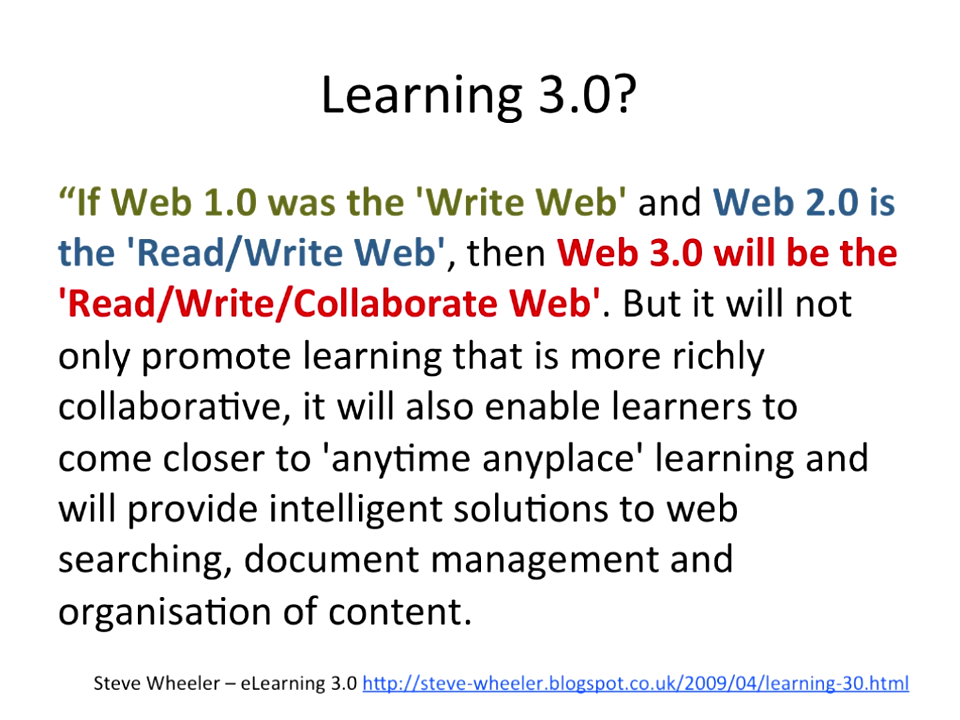 Learning 3.0?
“If Web 1.0 was the 'Write Web' and Web 2.0 is
the 'Read/Write Web', then Web 3.0 will be the
'Read/Write/Collaborate Web'. But it will not
only promote learning that is more richly
collaborative, it will also enable learners to
come closer to 'anytime anyplace' learning and
will provide intelligent solutions to web
searching, document management and
organisation of content.
Steve Wheeler – eLearning 3.0 http://steve-wheeler.blogspot.co.uk/2009/04/learning-30.html